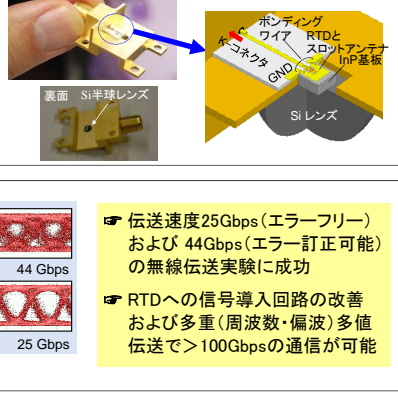 ボンディング
ワイア
RTDと
スロットアンテナ
InP基板
K-コネクタ
GND
Si レンズ
裏面 Si半球レンズ
44 Gbps
25 Gbps
☞ 伝送速度25Gbps(エラーフリー)
および 44Gbps(エラー訂正可能)
の無線伝送実験に成功
☞ RTDへの信号導入回路の改善
および多重(周波数・偏波)多値
伝送で＞100Gbpsの通信が可能